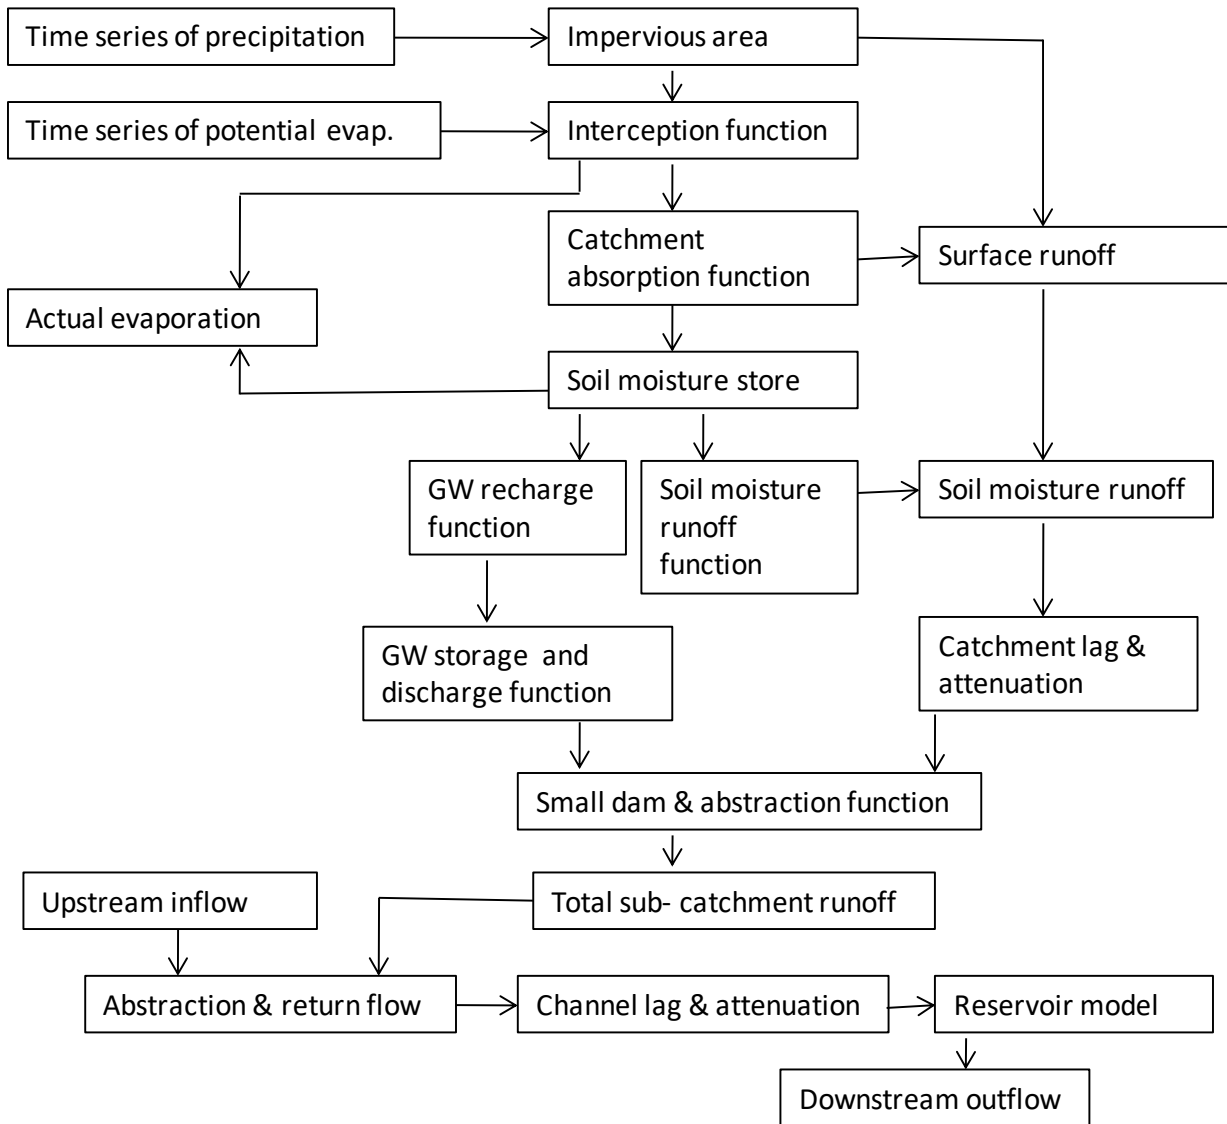 Time series of precipitation
Impervious area
Time series of potential evap.
Interception function
Catchment
absorption function
Surface runoff
Actual evaporation
Soil moisture store
GW recharge
function
Soil moisture
runoff
function
Soil moisture runoff
GW storage and
discharge function
Catchment lag &
attenuation
Small dam & abstraction function
Upstream inflow
Total sub- catchment runoff
Abstraction & return flow
Channel lag & attenuation
Reservoir model
Downstream outflow